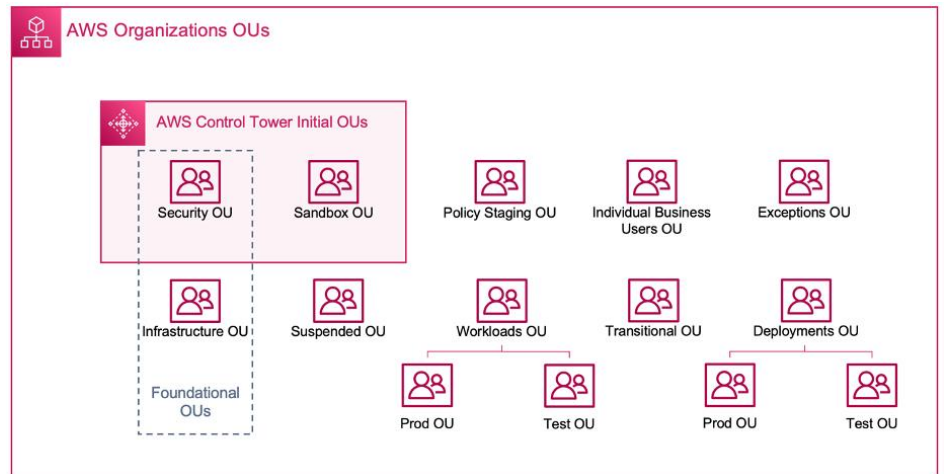 AWS Organizations OUs
AWS Control Tower Initial OUs
Security OU
Sandbox OU
Policy Staging OU
Individual Business
Users OU
Exceptions OU
Infrastructure OU
Suspended OU
Workloads OU
Transitional OU
Deployments OU
Foundational
OUs
Prod OU
Test OU
Prod OU
Test OU